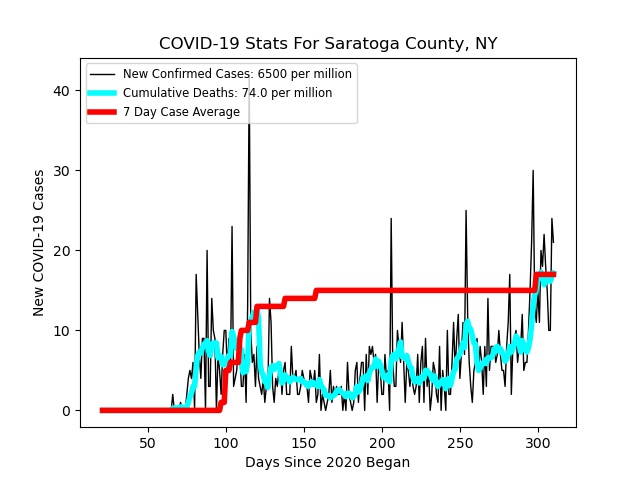 COVID-19 Stats For Saratoga County, NY
New Confirmed Cases: 6500 per million
Cumulative Deaths: 74.0 per million
7 Day Case Average
New COVID-19 Cases
40
30
20
10
0
50 100 150 200 250 300
Days Since 2020 Began